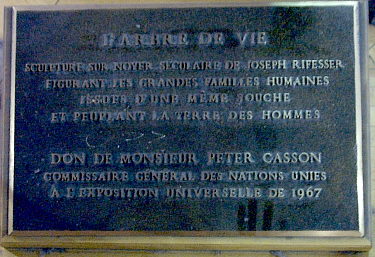 L'ARBRE DE VIE
SCULPTURE SUR NOYER SÉCULAIRE DE JOSEPH RIFESSER
FIGURANT LES GRANDES FAMILLES HUMAINES
ISSUES D'UNE MÊME SOUCHE
ET PEUPLANT LA TERRE DES HOMMES
DON DE MONSIEUR PETER CASSON
COMMISSAIRE GÉNÉRAL DES NATIONS UNIES
À L'EXPOSITION UNIVERSELLE DE 1967